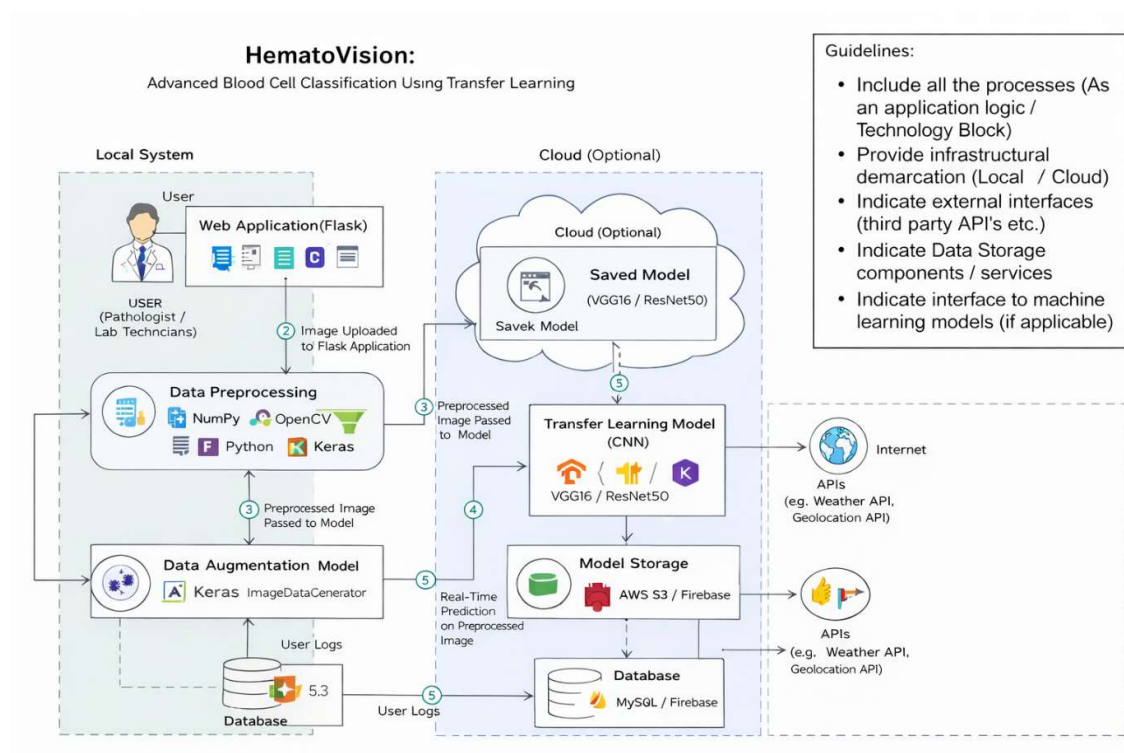 HematoVision:
Advanced Blood Cell Classification Using Transfer Learning
Guidelines:
• Include all the processes (As
an application logic /
Technology Block)
• Provide infrastructural
demarcation (Local / Cloud)
• Indicate external interfaces
(third party API's etc.)
• Indicate Data Storage
components / services
• Indicate interface to machine
learning models (if applicable)
Local System
User
Web Application(Flask)
C
USER
(Pathologist /
Lab Techncians)
2 Image Uploaded
to Flask Application
Data Preprocessing
NumPy OpenCV
F Python K Keras
3 Preprocessed Image
Passed to Model
Data Augmentation Model
A Keras ImageDataCenerator
User Logs
5.3
Database
3 Preprocessed
Image Passed
to Model
4
5 Real-Time
Prediction
on Preprocessed
Image
5
User Logs
Cloud (Optional)
Cloud (Optional)
Saved Model
(VGG16 / ResNet50)
Savek Model
5
Transfer Learning Model
(CNN)
K
VGG16 / ResNet50
Model Storage
AWS S3 / Firebase
Database
MySQL / Firebase
Internet
APIs
(e.g. Weather API,
Geolocation API)
APIs
(e.g. Weather API,
Geolocation API)